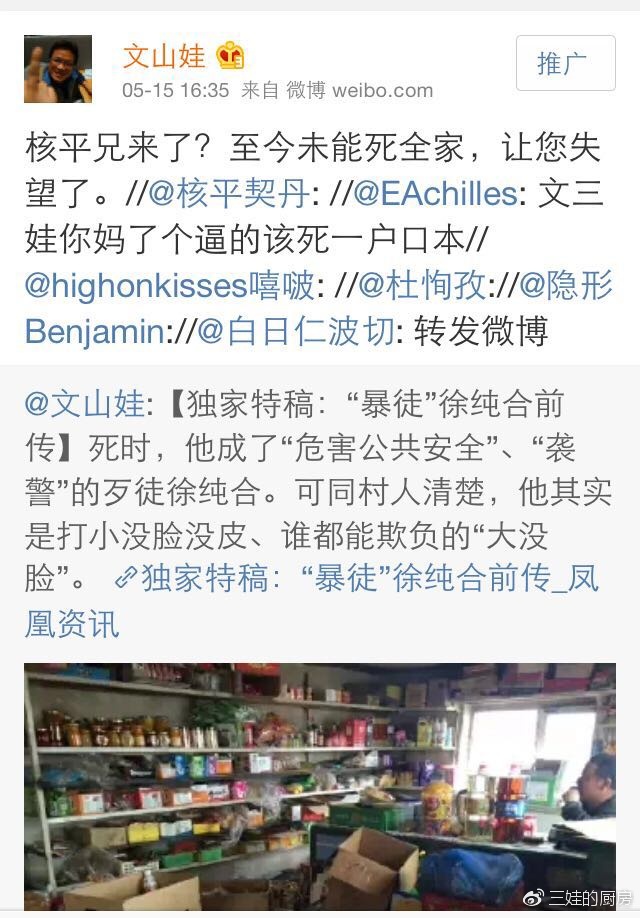 文山娃
推广
05-15 16:35 来自 微博 weibo.com
核平兄来了？至今未能死全家，让您失
望了。//@核平契丹: //@EAchilles: 文三
娃你妈了个逼的该死一户口本//
@highonkisses嘻啵: //@杜恂孜://@隐形
Benjamin://@白日仁波切: 转发微博
@文山娃:【独家特稿：“暴徒”徐纯合前
传】死时，他成了“危害公共安全”、“袭
警”的歹徒徐纯合。可同村人清楚，他其实
是打小没脸没皮、谁都能欺负的“大没
脸”。 独家特稿：“暴徒”徐纯合前传_凤
凰资讯
三娃的厨房